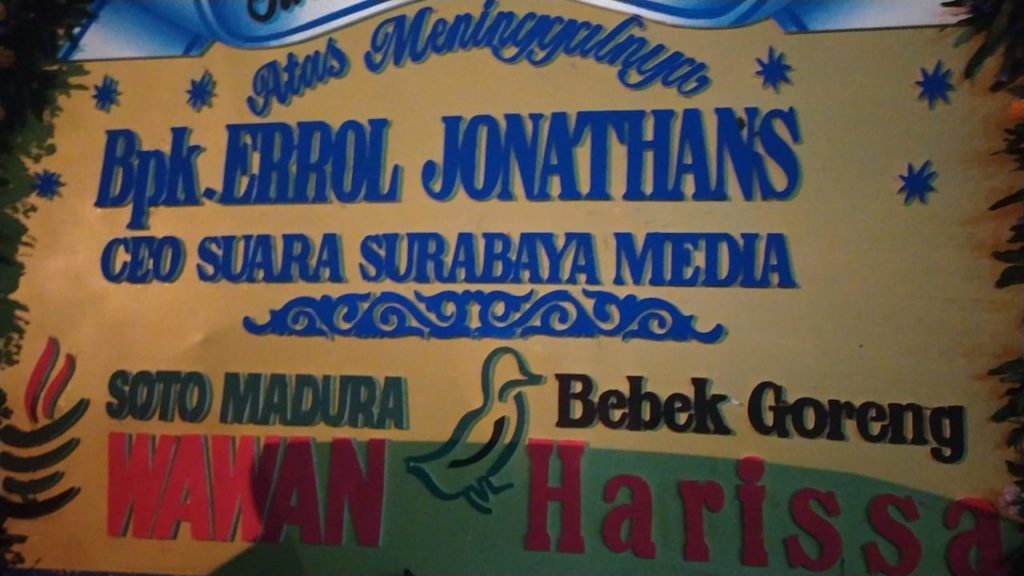 Atas Meninggalnya
Bpk. ERROL JONATHANS
CEO SUARA SURABAYA MEDIA
SOTO MADURA
WAWAN
Bebek Goreng
Harissa